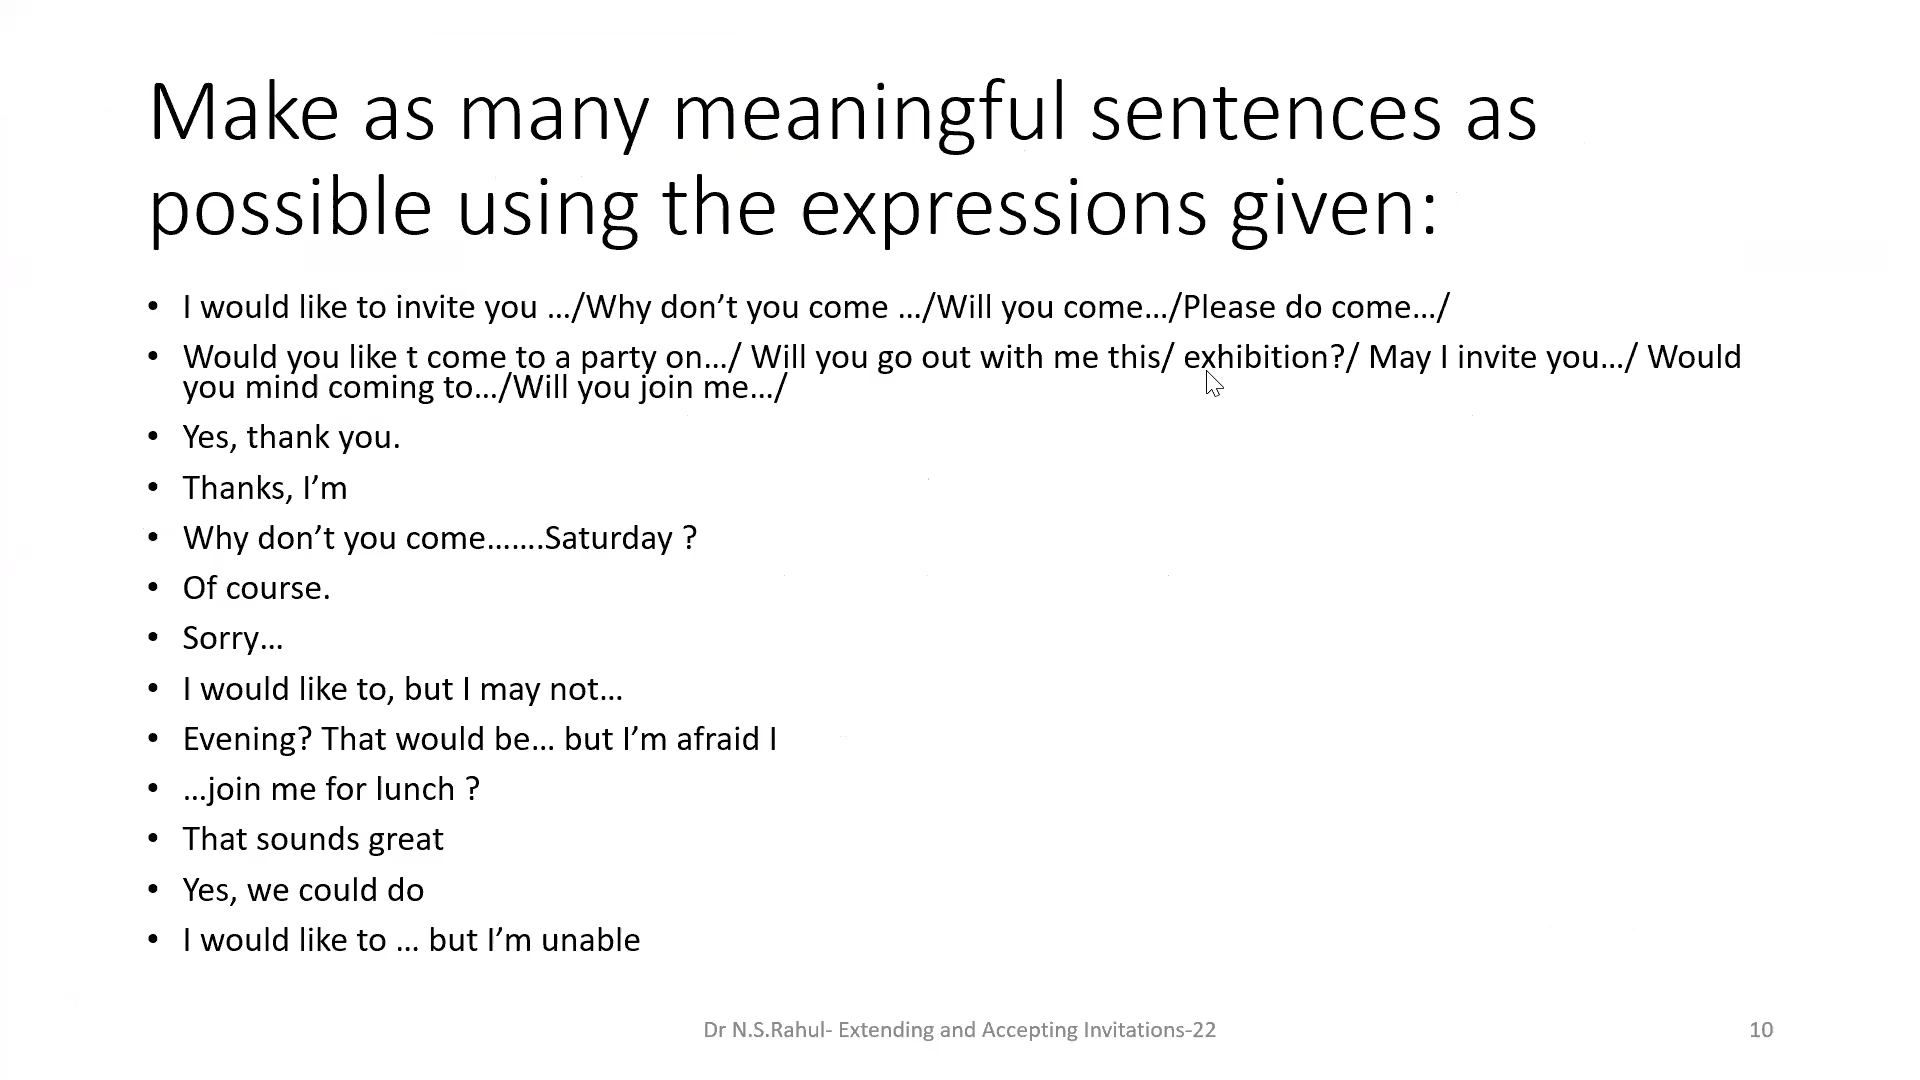 Make as many meaningful sentences as
possible using the expressions given:
• I would like to invite you …/Why don’t you come …/Will you come…/Please do come…/
• Would you like t come to a party on…/ Will you go out with me this/ exhibition?/ May I invite you…/ Would
you mind coming to…/Will you join me…/
• Yes, thank you.
• Thanks, I’m
• Why don’t you come…….Saturday ?
• Of course.
• Sorry…
• I would like to, but I may not…
• Evening? That would be… but I’m afraid I
• …join me for lunch ?
• That sounds great
• Yes, we could do
• I would like to … but I’m unable
Dr N.S.Rahul- Extending and Accepting Invitations-22
10